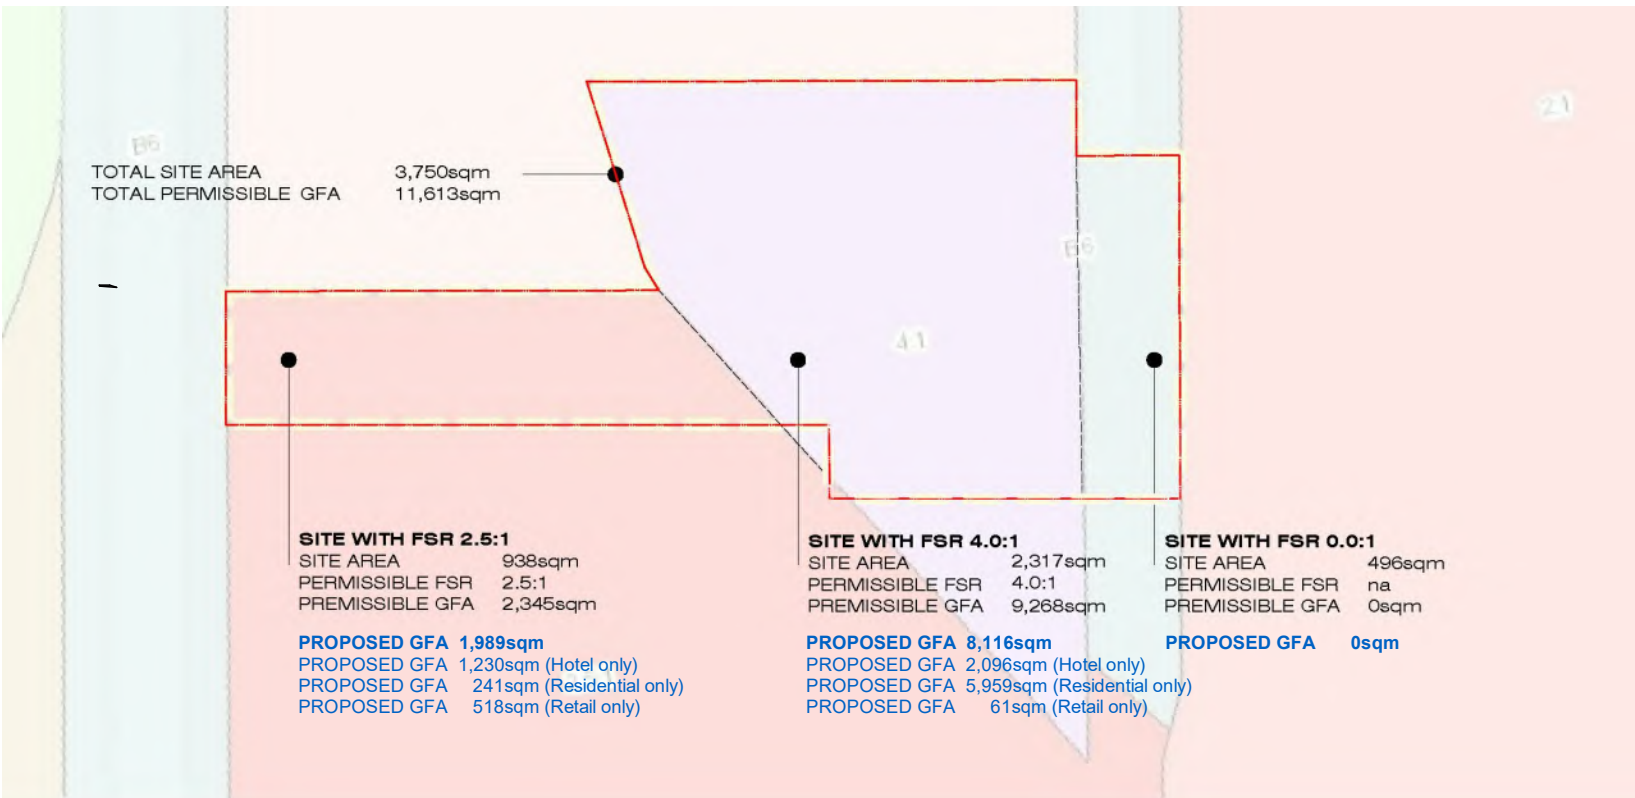 21
B6
TOTAL SITE AREA 3,750sqm
TOTAL PERMISSIBLE GFA 11,613sqm
B6
4.1
SITE WITH FSR 2.5:1
SITE AREA 938sqm
PERMISSIBLE FSR 2.5:1
PREMISSIBLE GFA 2,345sqm
PROPOSED GFA 1,989sqm
PROPOSED GFA 1,230sqm (Hotel only)
PROPOSED GFA 241sqm (Residential only)
PROPOSED GFA 518sqm (Retail only)
SITE WITH FSR 4.0:1
SITE AREA 2,317sqm
PERMISSIBLE FSR 4.0:1
PREMISSIBLE GFA 9,268sqm
PROPOSED GFA 8,116sqm
PROPOSED GFA 2,096sqm (Hotel only)
PROPOSED GFA 5,959sqm (Residential only)
PROPOSED GFA 61sqm (Retail only)
SITE WITH FSR 0.0:1
SITE AREA 496sqm
PERMISSIBLE FSR na
PREMISSIBLE GFA 0sqm
PROPOSED GFA 0sqm